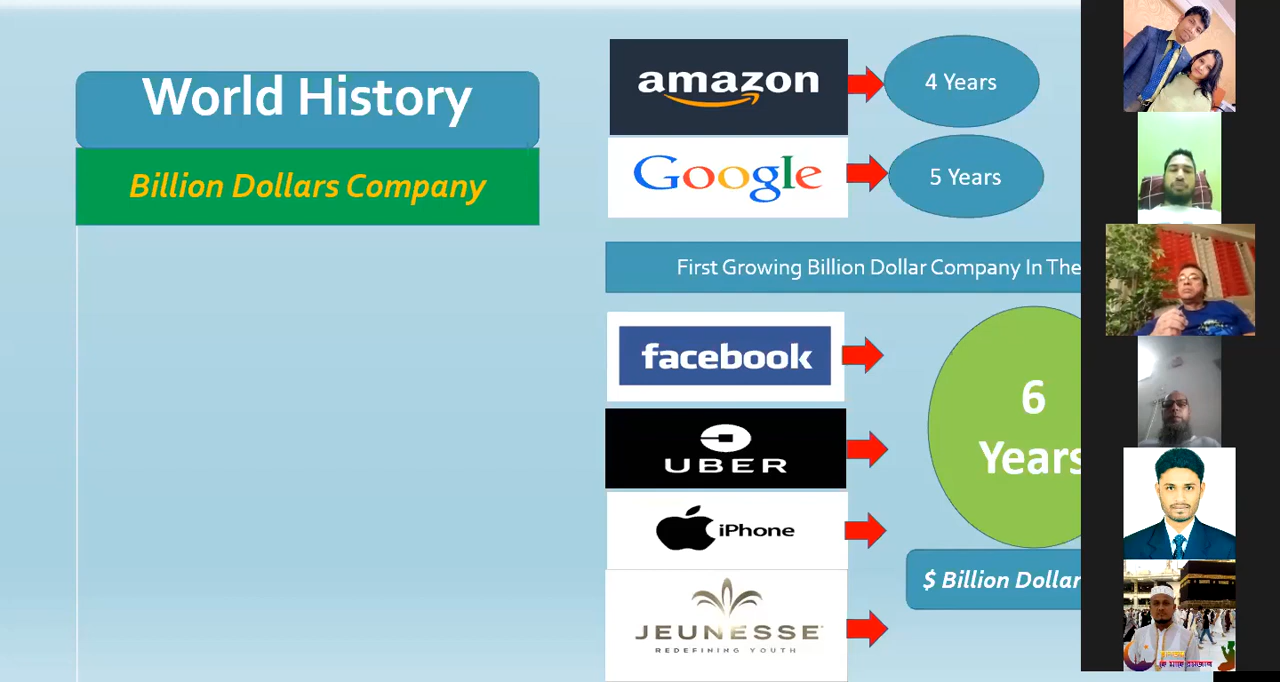 World History
Billion Dollars Company
amazon
4 Years
Google
5 Years
First Growing Billion Dollar Company In The
facebook
UBER
iPhone
JEUNESSE
REDEFINING YOUTH
6
Years
$ Billion Dollar